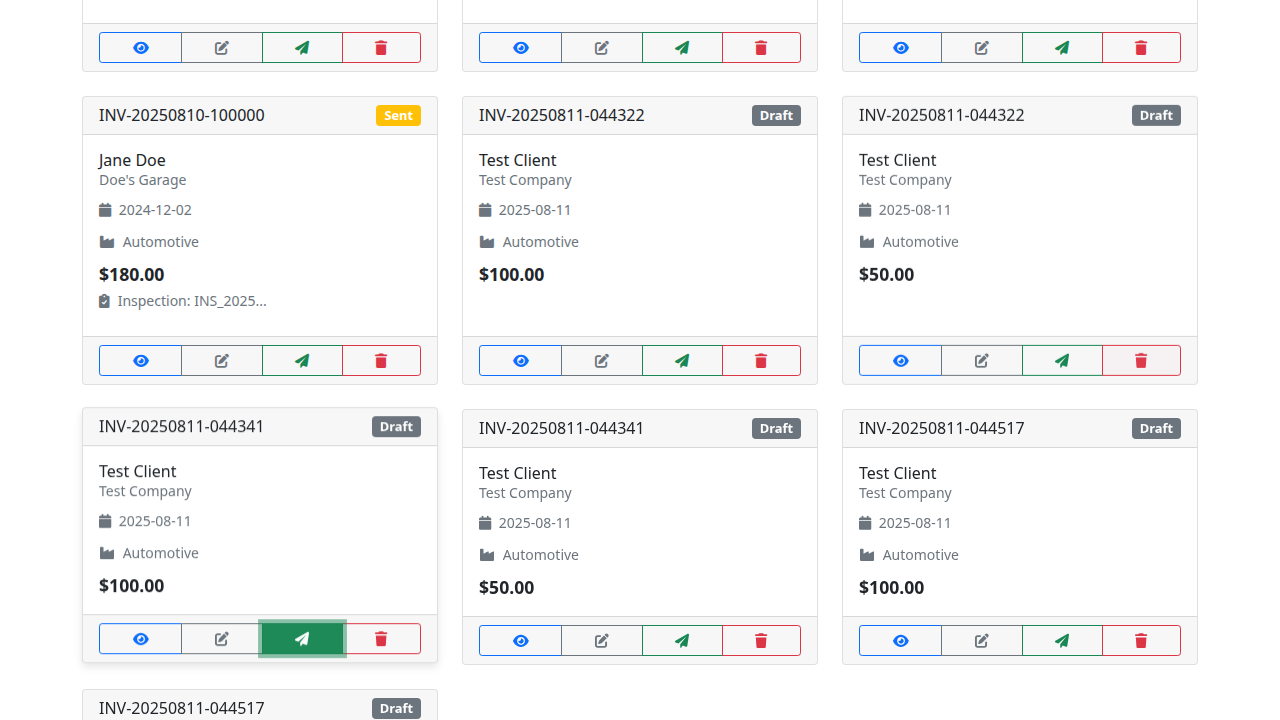 INV-20250810-100000 Sent
Jane Doe
Doe's Garage
2024-12-02
Automotive
$180.00
Inspection: INS_2025...
INV-20250811-044322 Draft
Test Client
Test Company
2025-08-11
Automotive
$100.00
INV-20250811-044322 Draft
Test Client
Test Company
2025-08-11
Automotive
$50.00
INV-20250811-044341 Draft
Test Client
Test Company
2025-08-11
Automotive
$100.00
INV-20250811-044341 Draft
Test Client
Test Company
2025-08-11
Automotive
$50.00
INV-20250811-044517 Draft
Test Client
Test Company
2025-08-11
Automotive
$100.00
INV-20250811-044517 Draft